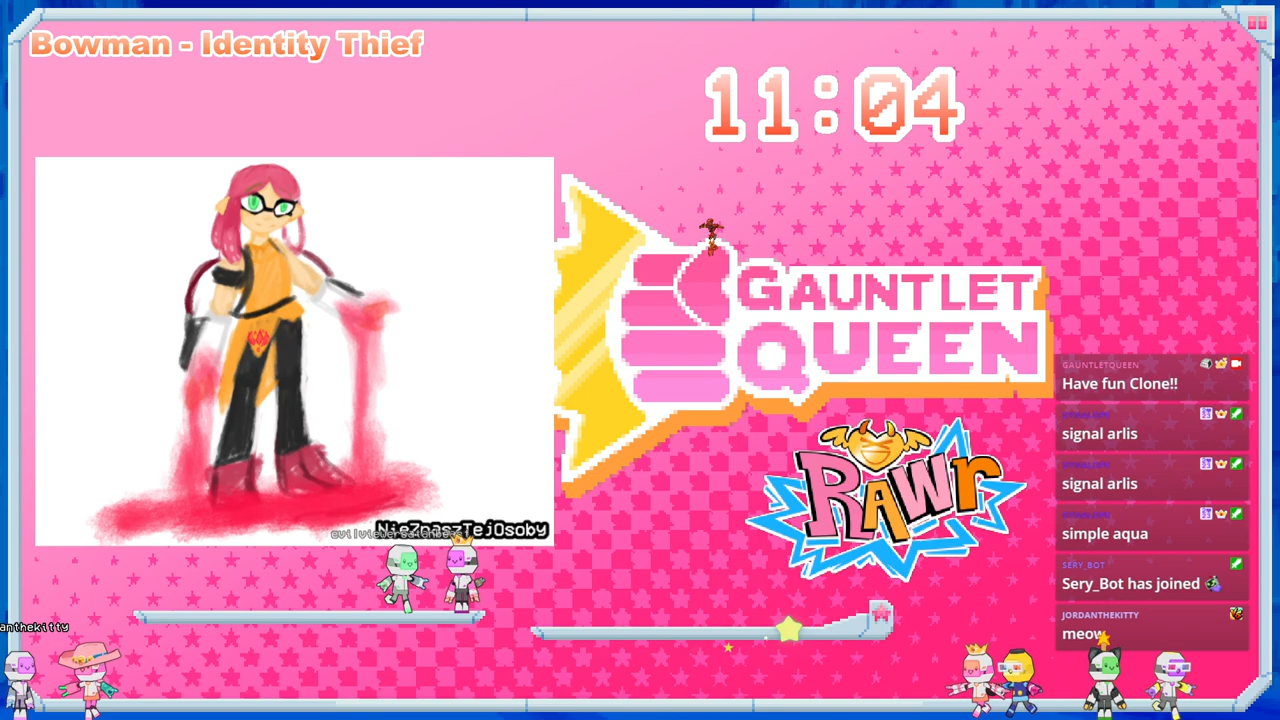 Bowman - Identity Thief
11:04
GAUNTLET
QUEEN
RAWr
GAUNTLETQUEEN
Have fun Clone!!
signal arlis
signal arlis
simple aqua
SERY_BOT
Sery_Bot has joined
JORDANTHEKITTY
meow
NieZnaszTejOsoby
anthekitty